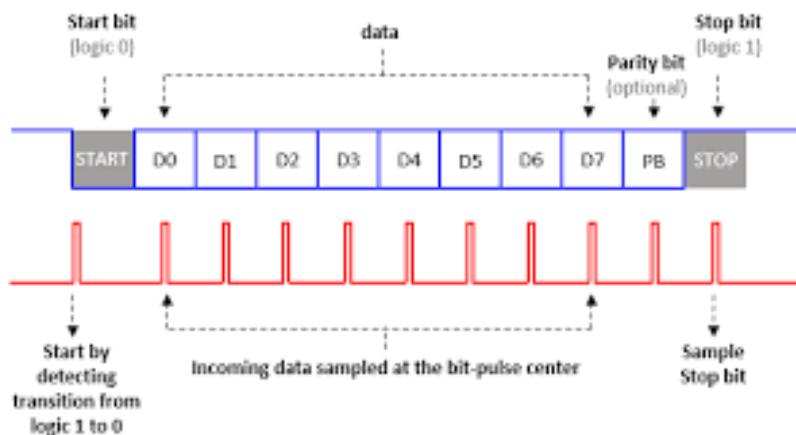 Start bit
(logic 0)
data
Stop bit
(logic 1)
Parity bit
(optional)
START D0 D1 D2 D3 D4 D5 D6 D7 PB STOP
Start by
detecting
transition from
logic 1 to 0
Incoming data sampled at the bit-pulse center
Sample
Stop bit